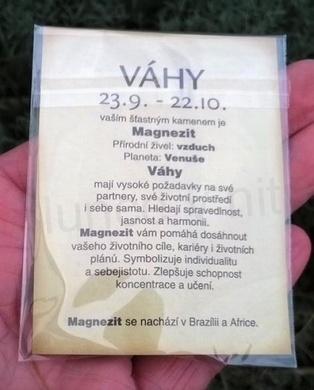 VÁHY
23.9. - 22.10.
vaším šťastným kamenem je
Magnezit
Přírodní živel: vzduch
Planeta: Venuše
Váhy
mají vysoké požadavky na své
partnery, své životní prostředí
i sebe sama. Hledají spravedlnost,
jasnost a harmonii.
Magnezit vám pomáhá dosáhnout
vašeho životního cíle, kariéry i životních
plánů. Symbolizuje individualitu
a sebejistotu. Zlepšuje schopnost
koncentrace a učení.
Magnezit se nachází v Brazílii a Africe.